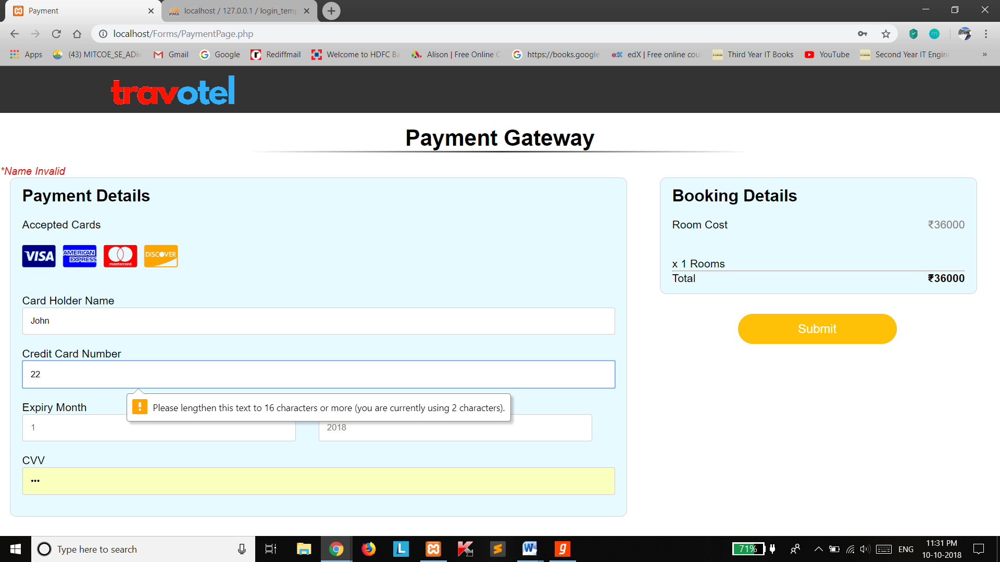 Payment
localhost / 127.0.0.1 / login_temp
localhost/Forms/PaymentPage.php
Apps
(43) MITCOE_SE_ADiv
Gmail
Google
Rediffmail
Welcome to HDFC Ba
Alison | Free Online C
https://books.google.
edX | Free online cou
Third Year IT Books
YouTube
Second Year IT Engin
travotel
Payment Gateway
*Name Invalid
Payment Details
Accepted Cards
VISA
AMERICAN EXPRESS
mastercard.
DISCOVER
Card Holder Name
John
Credit Card Number
22
Please lengthen this text to 16 characters or more (you are currently using 2 characters).
Expiry Month
1
2018
CVV
Booking Details
Room Cost ₹36000
x 1 Rooms
Total ₹36000
Submit
Type here to search
71%
ENG
11:31 PM
10-10-2018